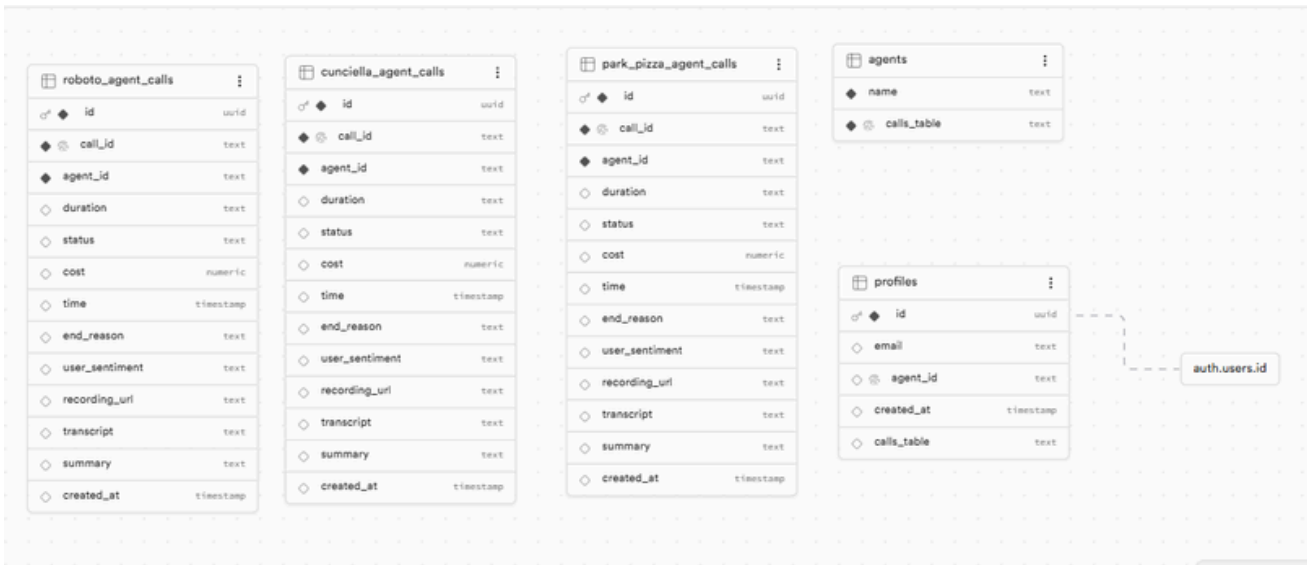 roboto_agent_calls
id uuid
call_id text
agent_id text
duration text
status text
cost numeric
time timestamp
end_reason text
user_sentiment text
recording_url text
transcript text
summary text
created_at timestamp
cunciella_agent_calls
id uuid
call_id text
agent_id text
duration text
status text
cost numeric
time timestamp
end_reason text
user_sentiment text
recording_url text
transcript text
summary text
created_at timestamp
park_pizza_agent_calls
id uuid
call_id text
agent_id text
duration text
status text
cost numeric
time timestamp
end_reason text
user_sentiment text
recording_url text
transcript text
summary text
created_at timestamp
agents
name text
calls_table text
profiles
id uuid
email text
agent_id text
created_at timestamp
calls_table text
auth.users.id